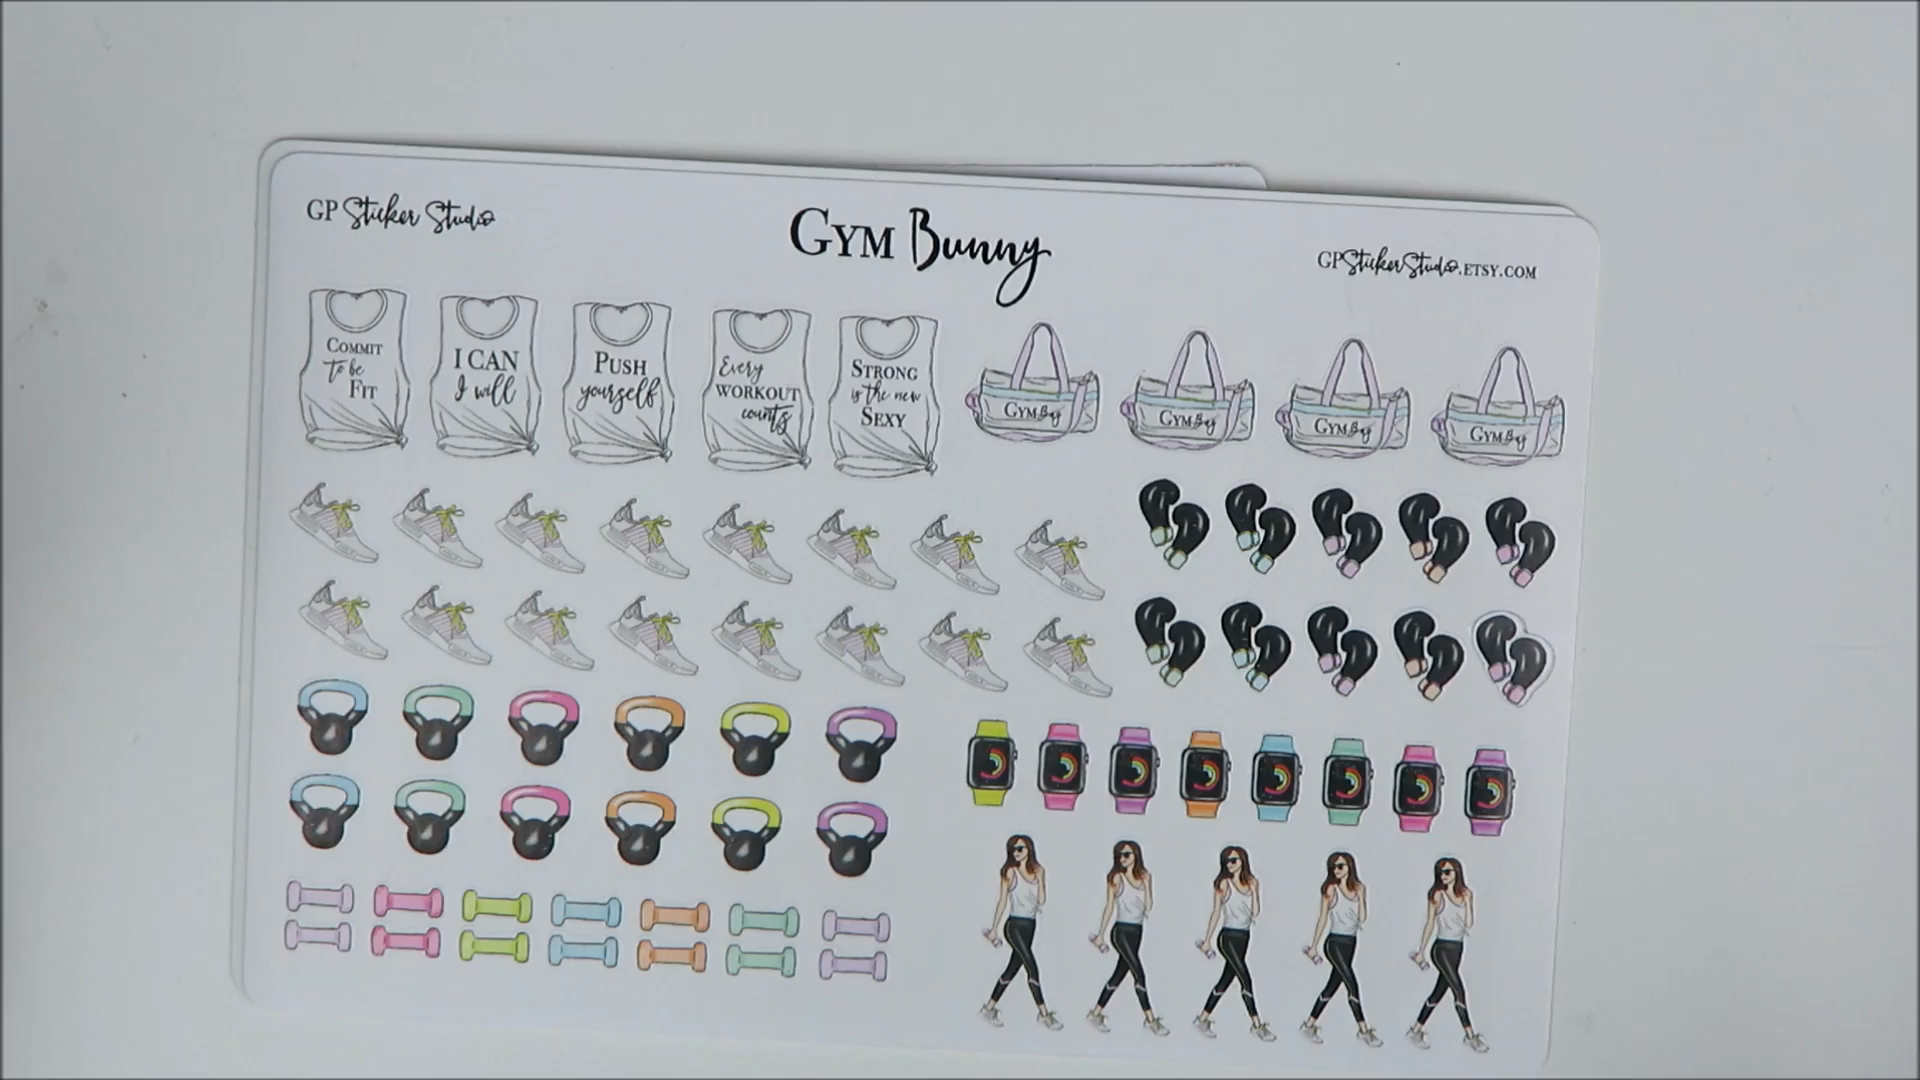 GP Sticker Studio
Gym Bunny
GPStickerStudio.ETSY.COM
COMMIT
to be
FIT
I CAN
I will
PUSH
yourself
Every
WORKOUT
counts
STRONG
is the new
SEXY
GYM Bag
GYM Bag
GYM Bag
GYM Bag